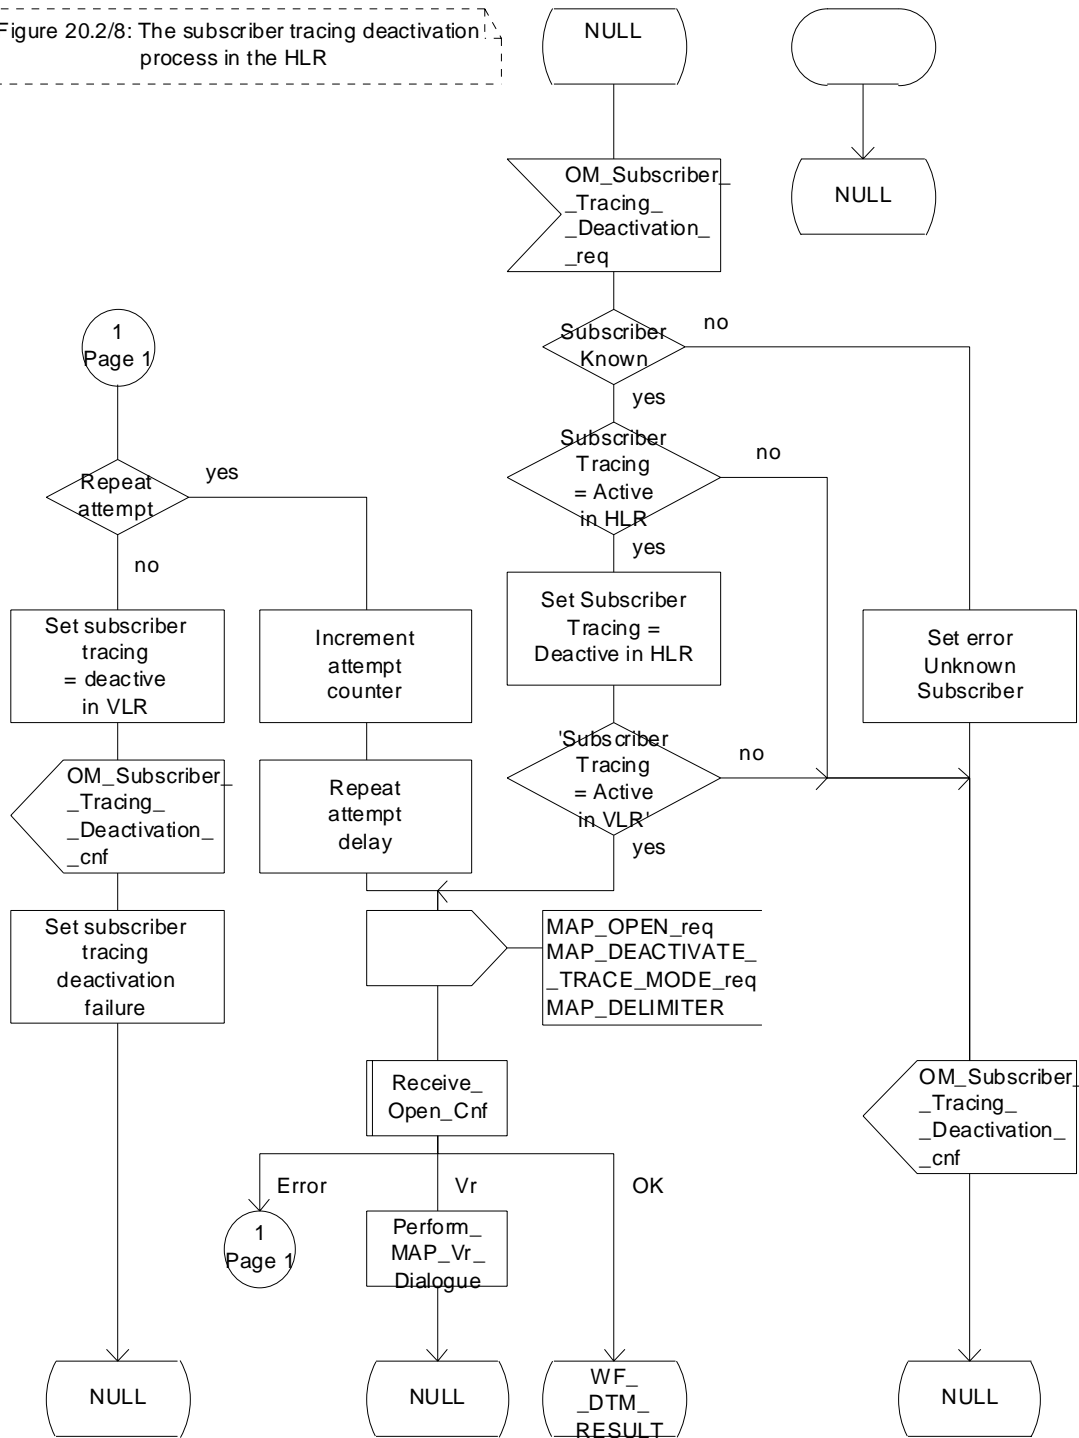 Figure 20.2/8: The subscriber tracing deactivation
process in the HLR
NULL
OM_Subscriber_
_Tracing_
_Deactivation_
_req
NULL
Subscriber
Known
no
yes
1
Page 1
Subscriber
Tracing
= Active
in HLR
no
yes
Repeat
attempt
yes
no
Set subscriber
tracing
= deactive
in VLR
Increment
attempt
counter
Set Subscriber
Tracing =
Deactive in HLR
Set error
Unknown
Subscriber
OM_Subscriber_
_Tracing_
_Deactivation_
_cnf
Repeat
attempt
delay
'Subscriber
Tracing
= Active
in VLR'
no
yes
Set subscriber
tracing
deactivation
failure
MAP_OPEN_req
MAP_DEACTIVATE_
_TRACE_MODE_req
MAP_DELIMITER
Receive_
Open_Cnf
OM_Subscriber_
_Tracing_
_Deactivation_
_cnf
Error
Vr
OK
1
Page 1
Perform_
MAP_Vr_
Dialogue
NULL
NULL
WF_
_DTM_
RESULT
NULL